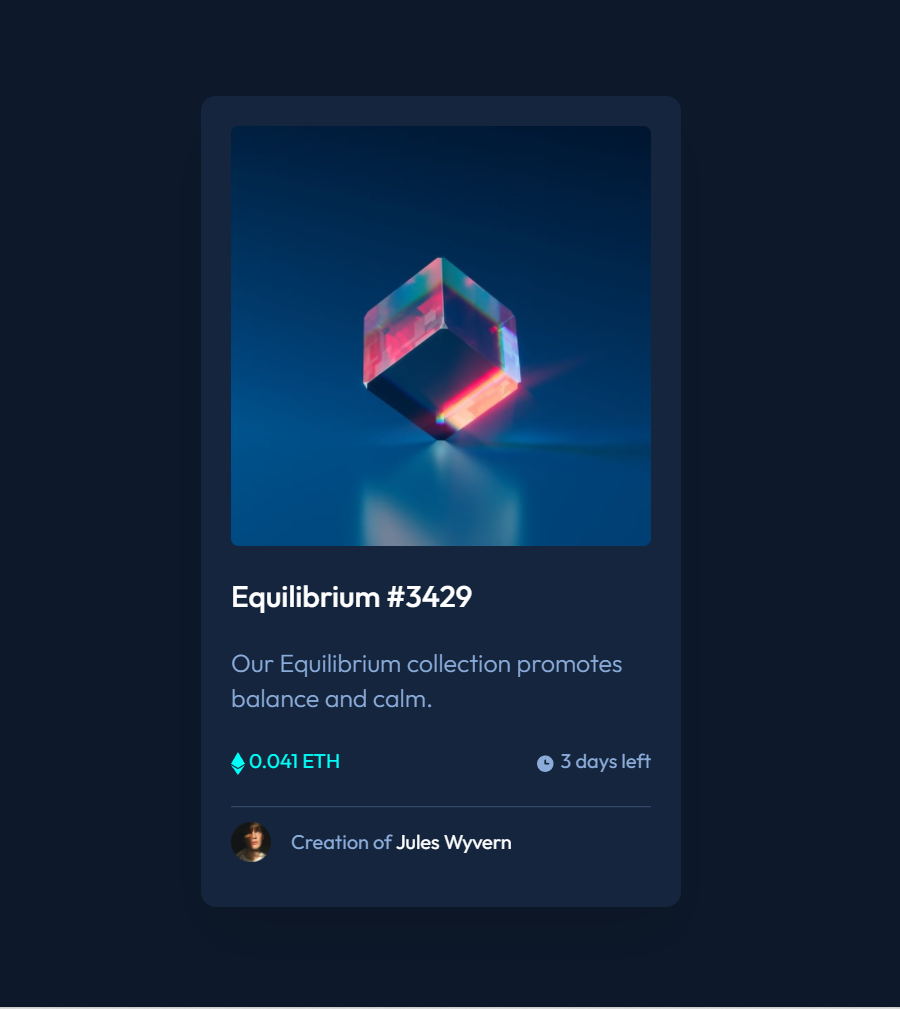 Equilibrium #3429
Our Equilibrium collection promotes
balance and calm.
0.041 ETH
3 days left
Creation of Jules Wyvern